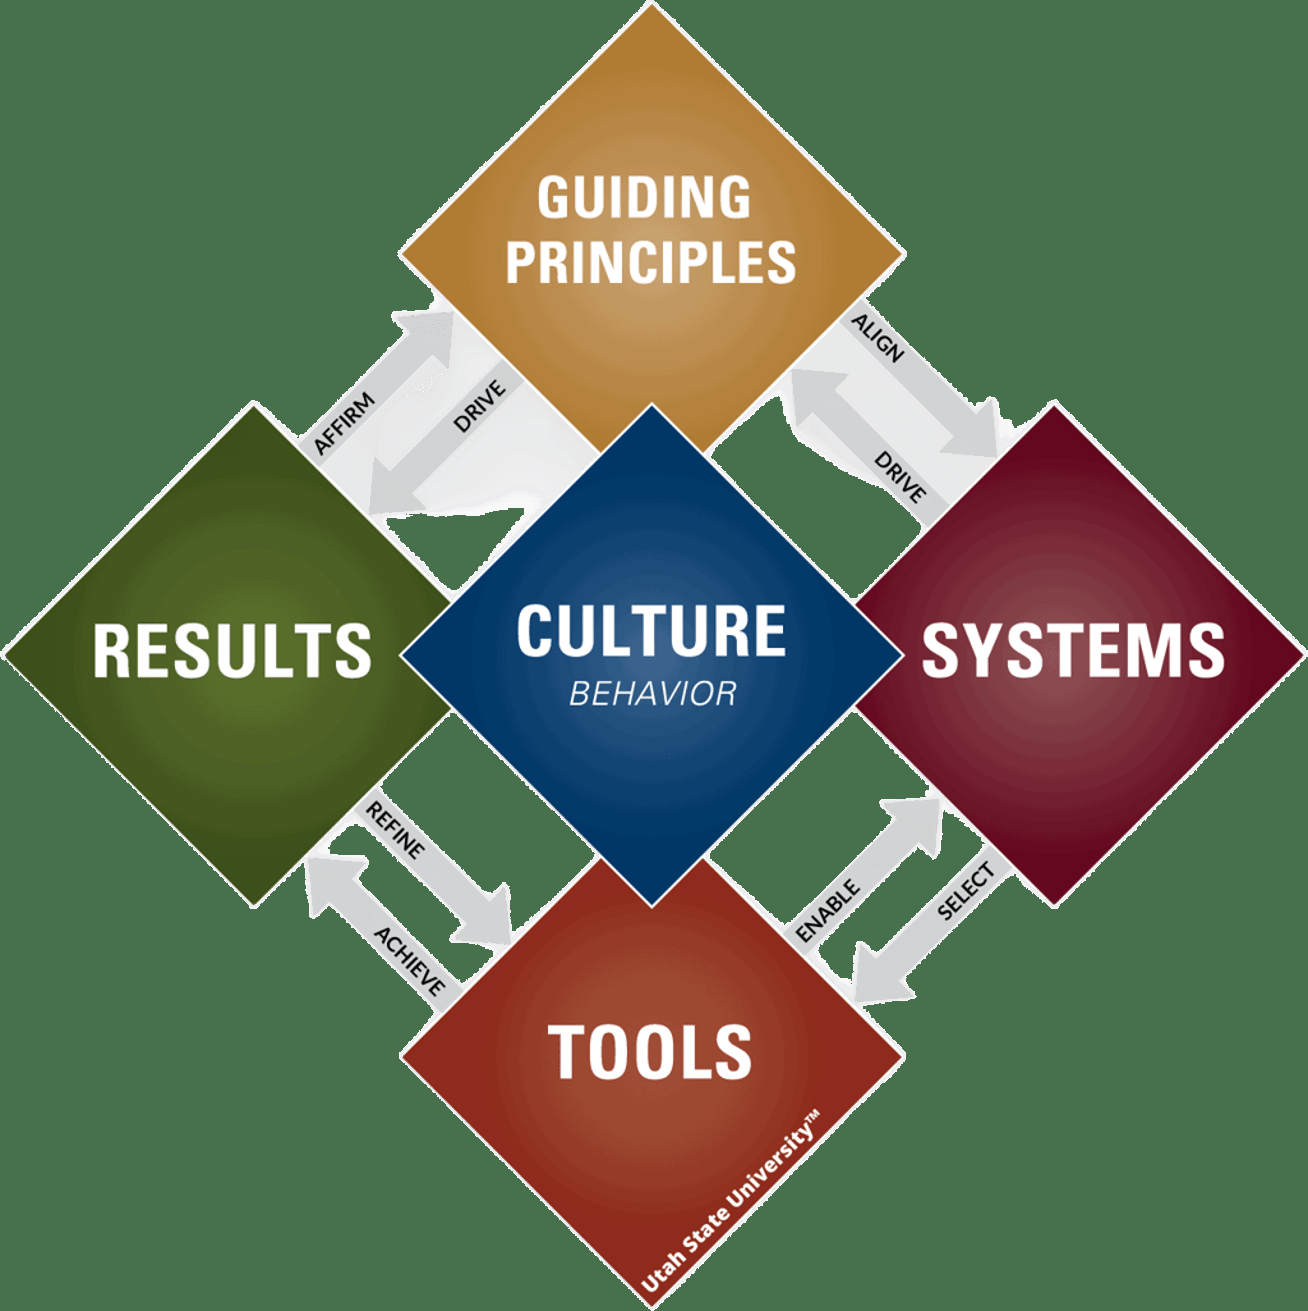 GUIDING
PRINCIPLES
AFFIRM
DRIVE
ALIGN
DRIVE
RESULTS
CULTURE
BEHAVIOR
SYSTEMS
REFINE
ACHIEVE
ENABLE
SELECT
TOOLS
Utah State University™